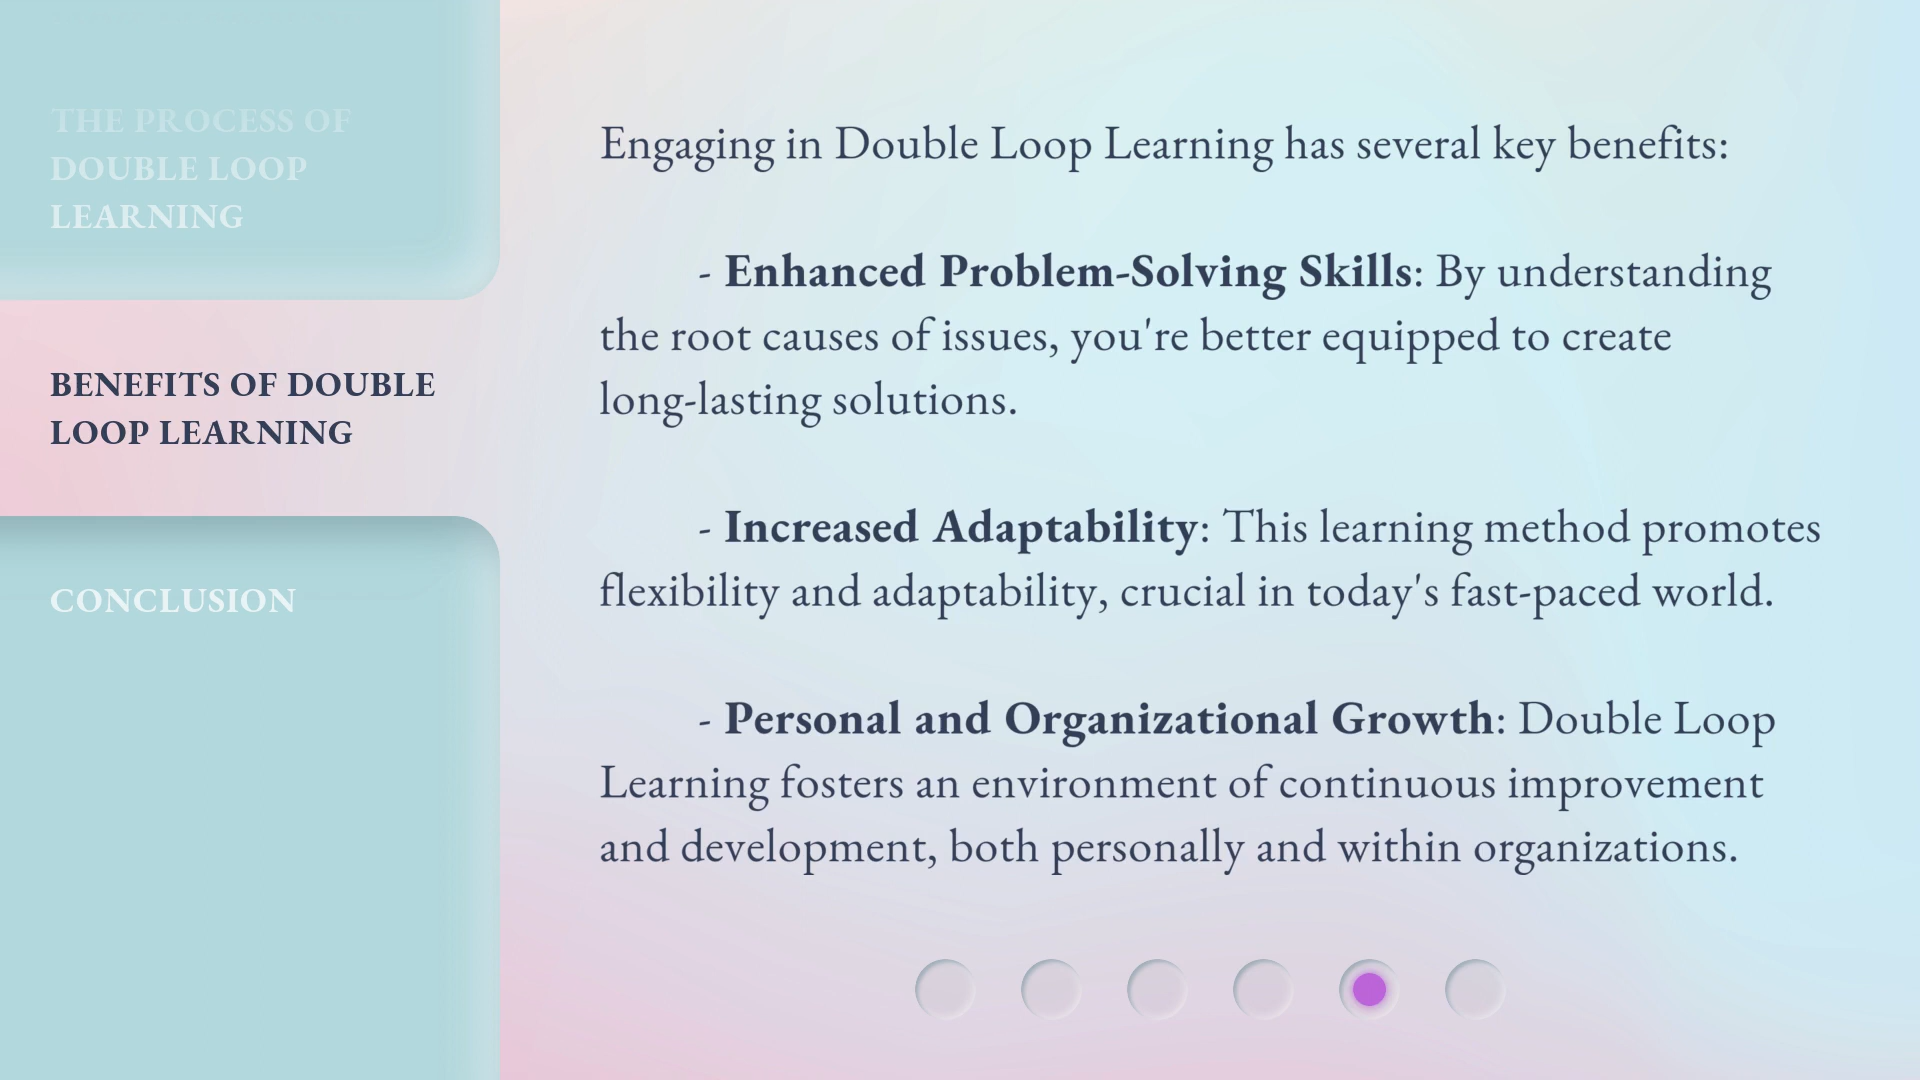 THE PROCESS OF
DOUBLE LOOP
LEARNING
BENEFITS OF DOUBLE
LOOP LEARNING
CONCLUSION
Engaging in Double Loop Learning has several key benefits:
- Enhanced Problem-Solving Skills: By understanding
the root causes of issues, you're better equipped to create
long-lasting solutions.
- Increased Adaptability: This learning method promotes
flexibility and adaptability, crucial in today's fast-paced world.
- Personal and Organizational Growth: Double Loop
Learning fosters an environment of continuous improvement
and development, both personally and within organizations.